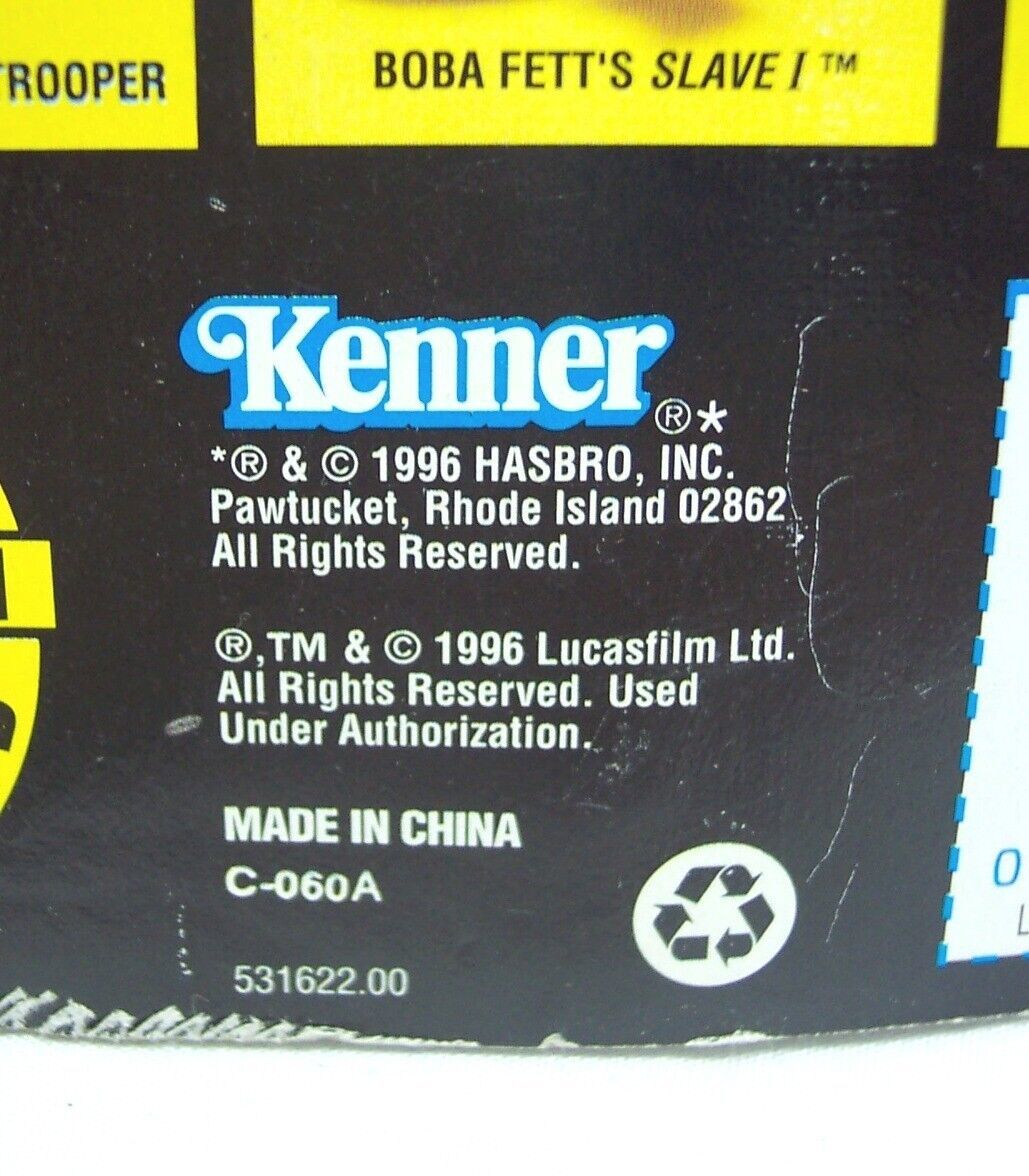 TROOPER
BOBA FETT'S SLAVE I ™
Kenner®*
*® & © 1996 HASBRO, INC.
Pawtucket, Rhode Island 02862
All Rights Reserved.
®,TM & © 1996 Lucasfilm Ltd.
All Rights Reserved. Used
Under Authorization.
MADE IN CHINA
C-060A
531622.00